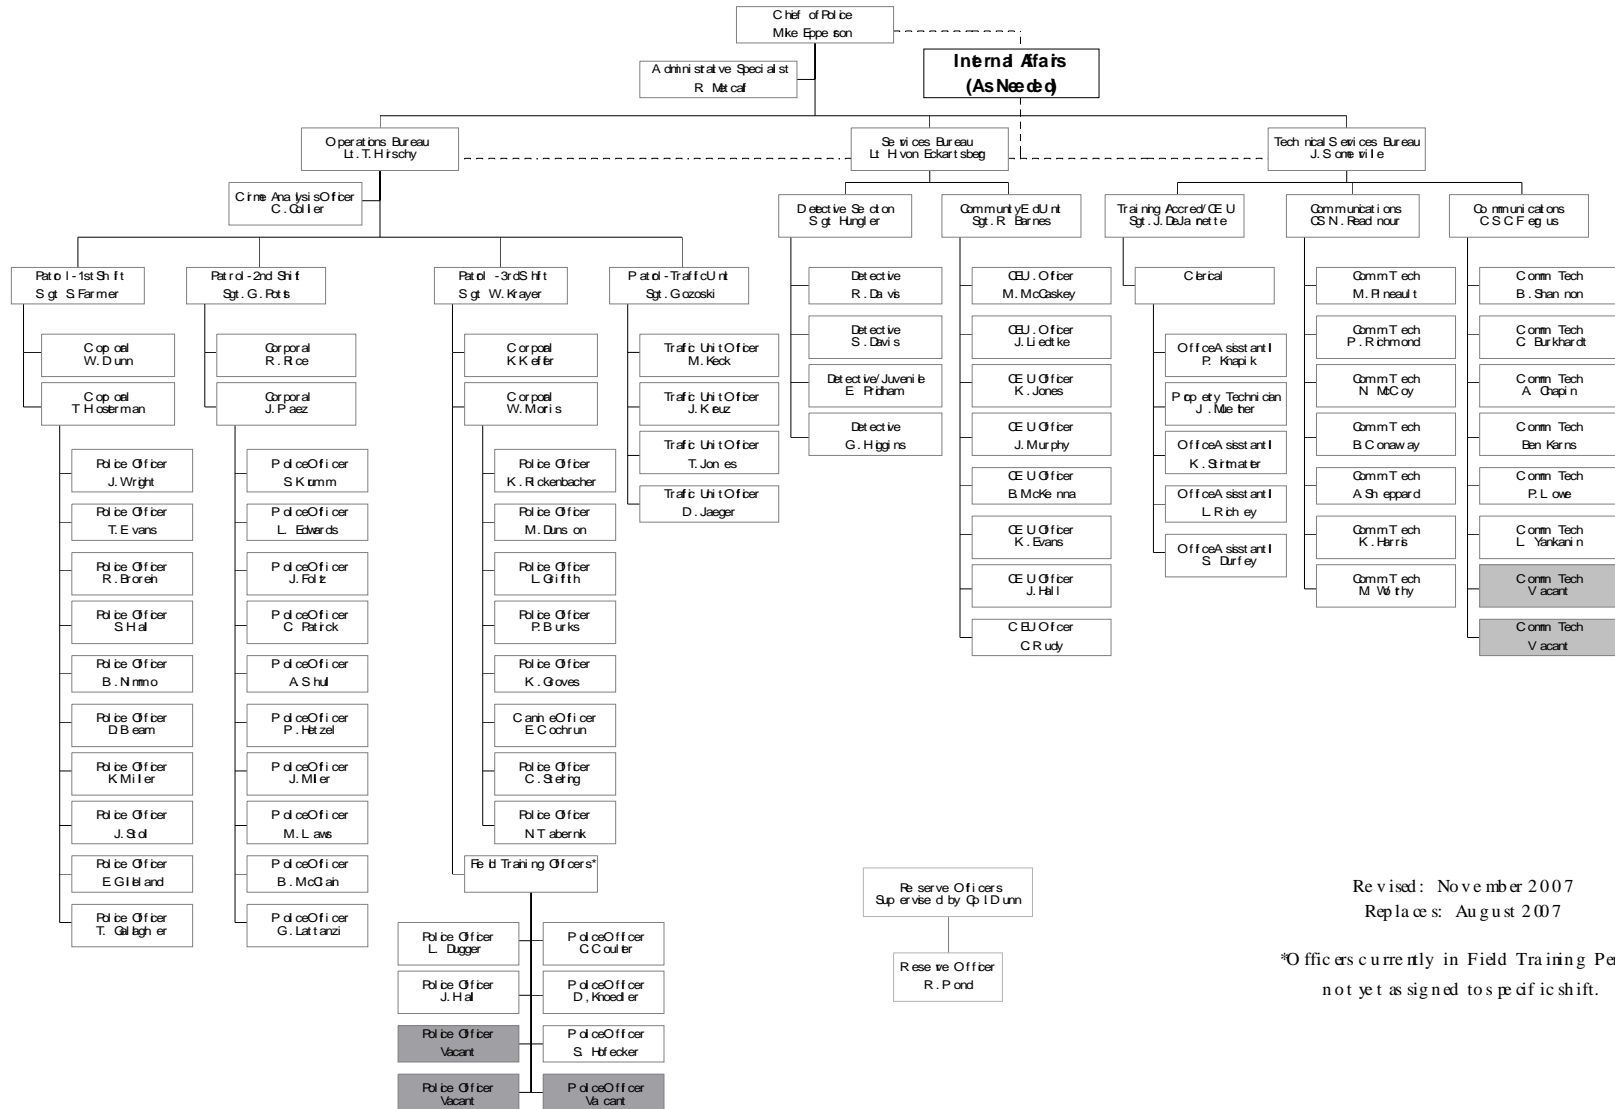 Chief of Police
Mike Epperson
Administrative Specialist
R. Metcalf
Internal Affairs
(As Needed)
Operations Bureau
Lt. T. Hirschy
Services Bureau
Lt H von Eckartsberg
Technical Services Bureau
J. Somerville
Crime Analysis Officer
C. Collier
Detective Section
Sgt Hungler
Community Ed Unit
Sgt. R. Barnes
Training Accred/CEU
Sgt. J. DeJarnette
Communications
CS N. Readnour
Communications
CS C. Fergus
Patrol - 1st Shift
Sgt S. Farmer
Corporal
W. Dunn
Corporal
T Hosterman
Police Officer
J. Wright
Police Officer
T. Evans
Police Officer
R. Brorein
Police Officer
S. Hall
Police Officer
B. Nimmo
Police Officer
D. Beam
Police Officer
K Miller
Police Officer
J. Stoll
Police Officer
E Gilleland
Police Officer
T. Gallagher
Patrol - 2nd Shift
Sgt. G. Potts
Corporal
R. Rice
Corporal
J. Paez
Police Officer
S. Krumm
Police Officer
L. Edwards
Police Officer
J. Foltz
Police Officer
C. Patrick
Police Officer
A. Shull
Police Officer
P. Hetzel
Police Officer
J. Miller
Police Officer
M. Laws
Police Officer
B. McClain
Police Officer
G. Lattanzi
Patrol - 3rd Shift
Sgt W. Krayer
Corporal
K Kieffer
Corporal
W. Morris
Police Officer
K. Rickenbacher
Police Officer
M. Dunson
Police Officer
L. Griffith
Police Officer
P. Burks
Police Officer
K. Groves
Canine Officer
E. Cochrun
Police Officer
C. Sterling
Police Officer
N. Tabernik
Field Training Officers*
Police Officer
L. Dugger
Police Officer
C. Coulter
Police Officer
J. Hall
Police Officer
D, Knoedler
Police Officer
Vacant
Police Officer
S. Hofecker
Police Officer
Vacant
Police Officer
Vacant
Patrol - Traffic Unit
Sgt. Gozoski
Traffic Unit Officer
M. Keck
Traffic Unit Officer
J. Kreuz
Traffic Unit Officer
T. Jones
Traffic Unit Officer
D. Jaeger
Detective
R. Davis
Detective
S. Davis
Detective/Juvenile
E. Pridham
Detective
G. Higgins
CEU. Officer
M. McCaskey
CEU. Officer
J. Liedtke
CEU Officer
K. Jones
CEU Officer
J. Murphy
CEU Officer
B. McKenna
CEU Officer
K. Evans
CEU Officer
J. Hall
CEU Officer
C. Rudy
Clerical
Office Assistant I
P. Knapik
Property Technician
J. Muether
Office Assistant I
K. Stirtmatter
Office Assistant I
L. Richey
Office Assistant I
S. Durfey
Comm Tech
M. Pineault
Comm Tech
P. Richmond
Comm Tech
N. McCoy
Comm Tech
B. Conaway
Comm Tech
A Sheppard
Comm Tech
K. Harris
Comm Tech
M. Worthy
Comm Tech
B. Shannon
Comm Tech
C Burkhardt
Comm Tech
A. Chapin
Comm Tech
Ben Karns
Comm Tech
P. Lowe
Comm Tech
L. Yankanin
Comm Tech
Vacant
Comm Tech
Vacant
Reserve Officers
Supervised by Cpl. Dunn
Reserve Officer
R. Pond
Revised: November 2007
Replaces: August 2007
*Officers currently in Field Training Pe
not yet assigned to specific shift.